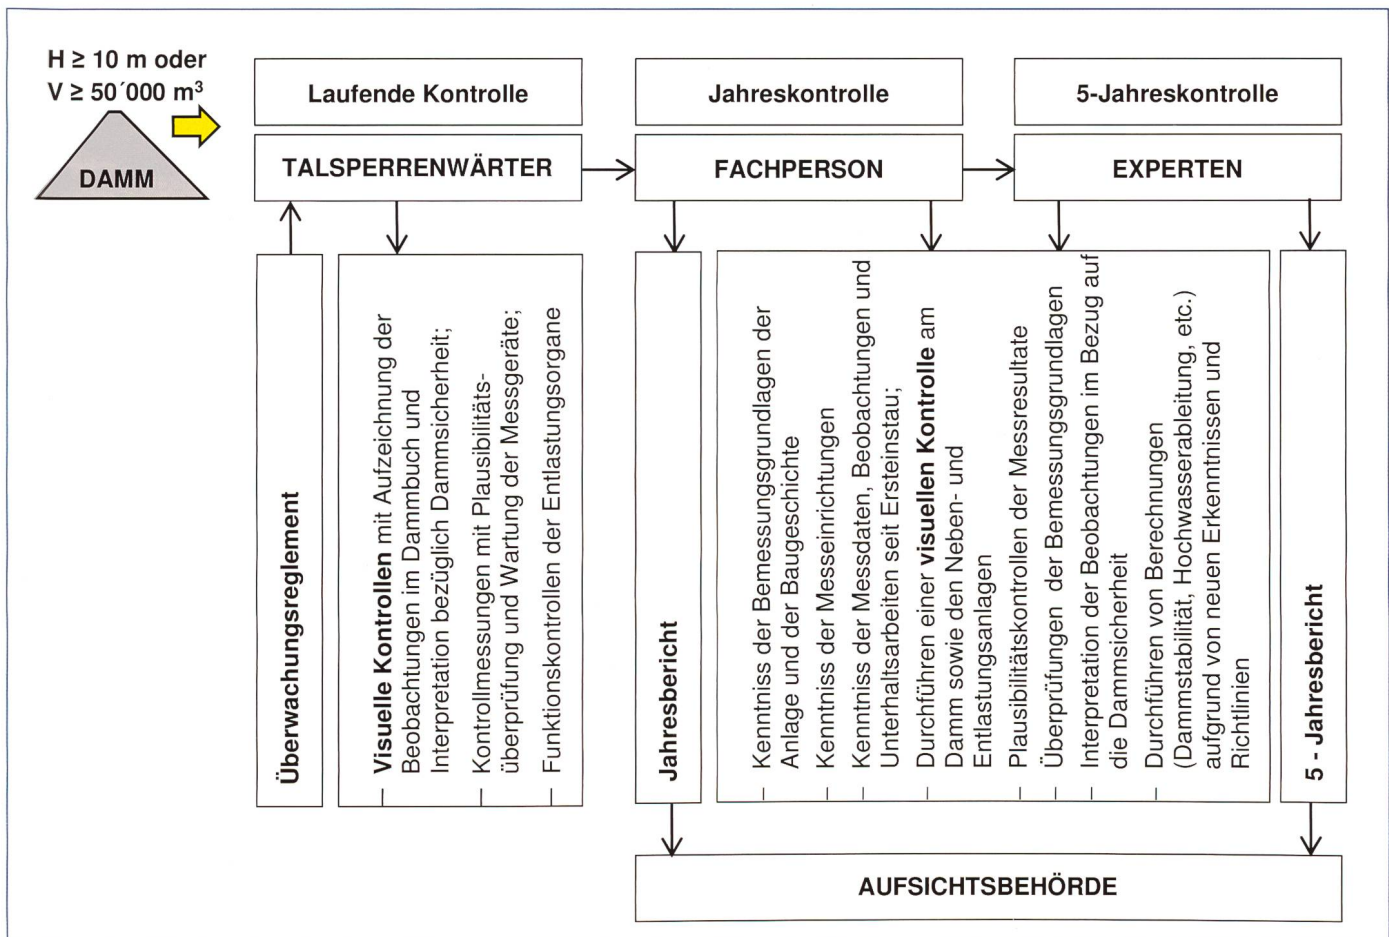 H ≥ 10 m oder
V ≥ 50´000 m³
DAMM
Laufende Kontrolle
TALSPERRENWÄRTER
Jahreskontrolle
FACHPERSON
5-Jahreskontrolle
EXPERTEN
Überwachungsreglement
– Visuelle Kontrollen mit Aufzeichnung der
Beobachtungen im Dammbuch und
Interpretation bezüglich Dammsicherheit;
– Kontrollmessungen mit Plausibilitäts-
überprüfung und Wartung der Messgeräte;
– Funktionskontrollen der Entlastungsorgane
Jahresbericht
– Kenntniss der Bemessungsgrundlagen der
Anlage und der Baugeschichte
– Kenntniss der Messeinrichtungen
– Kenntniss der Messdaten, Beobachtungen und
Unterhaltsarbeiten seit Ersteinstau;
– Durchführen einer visuellen Kontrolle am
Damm sowie den Neben- und
Entlastungsanlagen
– Plausibilitätskontrollen der Messresultate
– Überprüfungen der Bemessungsgrundlagen
– Interpretation der Beobachtungen im Bezug auf
die Dammsicherheit
– Durchführen von Berechnungen
(Dammstabilität, Hochwasserableitung, etc.)
aufgrund von neuen Erkenntnissen und
Richtlinien
5 - Jahresbericht
AUFSICHTSBEHÖRDE